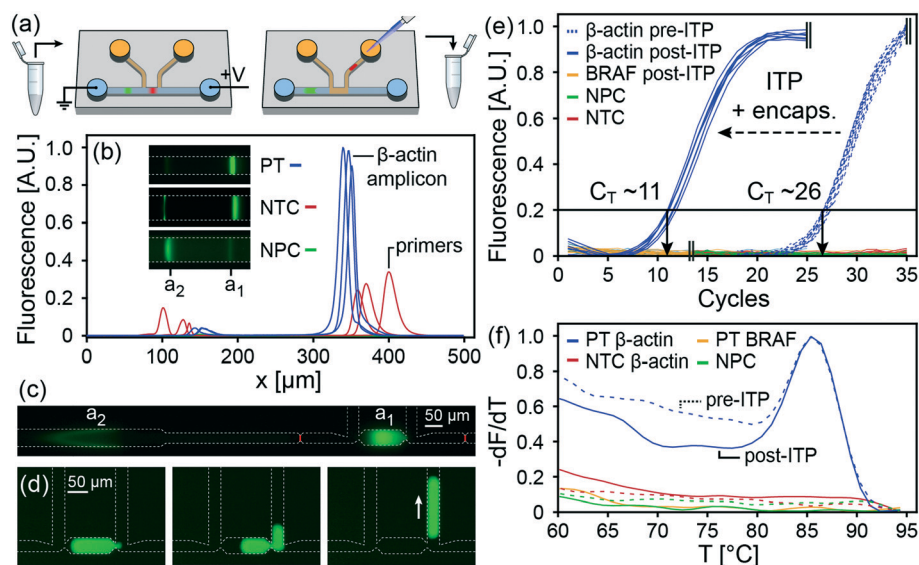 (a)
+V
(b)
Fluorescence [A.U.]
1.0
0.8
0.6
0.4
0.2
0
PT
NTC
NPC
a₂
a₁
β-actin
amplicon
primers
0
100
200
300
400
500
x [µm]
(c)
a₂
a₁
50 µm
(d)
50 µm
(e)
Fluorescence [A.U.]
1.0
0.8
0.6
0.4
0.2
0
β-actin pre-ITP
β-actin post-ITP
BRAF post-ITP
NPC
NTC
ITP
+ encaps.
C_T ~11
C_T ~26
0
5
10
15
20
25
30
35
Cycles
(f)
-dF/dT
1.0
0.8
0.6
0.4
0.2
0
PT β-actin
PT BRAF
NTC β-actin
NPC
pre-ITP
post-ITP
60
65
70
75
80
85
90
95
T [°C]